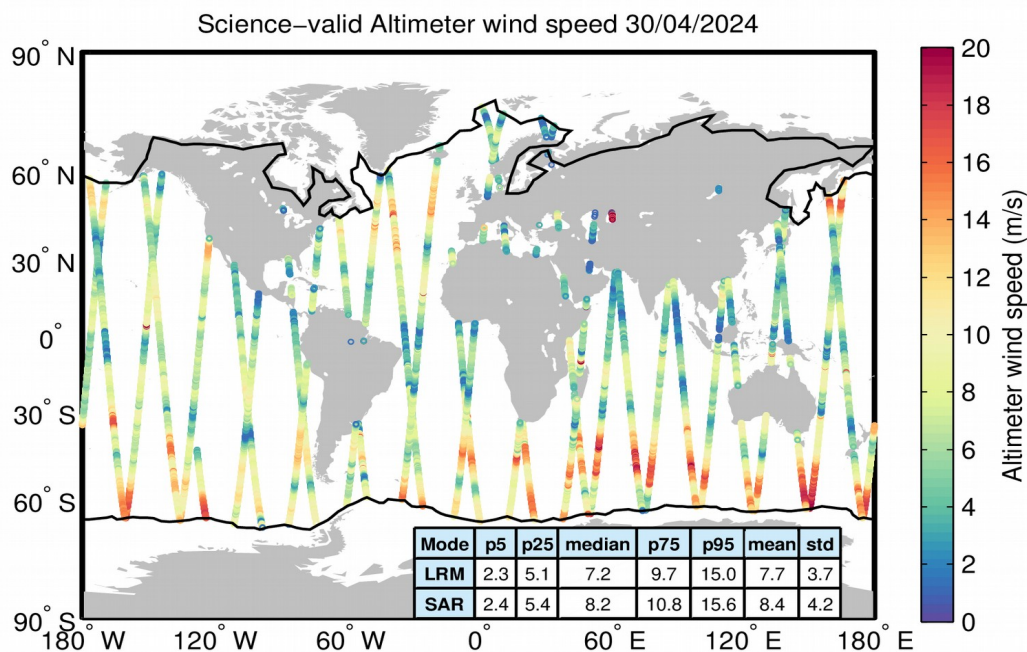 Science−valid Altimeter wind speed 30/04/2024
90° N
60° N
30° N
0°
30° S
60° S
90° S
180° W
120° W
60° W
0°
60° E
120° E
180° E
Mode p5 p25 median p75 p95 mean std
LRM 2.3 5.1 7.2 9.7 15.0 7.7 3.7
SAR 2.4 5.4 8.2 10.8 15.6 8.4 4.2
20
18
16
14
12
10
8
6
4
2
0
Altimeter wind speed (m/s)